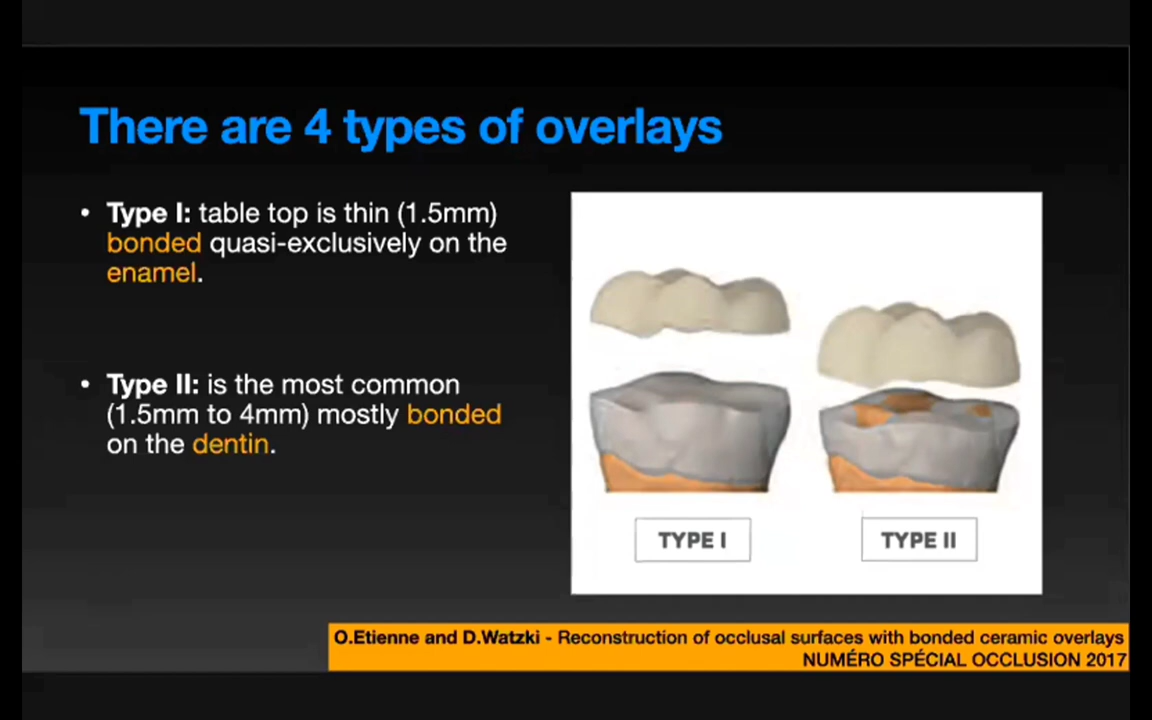 There are 4 types of overlays
• Type I: table top is thin (1.5mm)
bonded quasi-exclusively on the
enamel.
• Type II: is the most common
(1.5mm to 4mm) mostly bonded
on the dentin.
TYPE I
TYPE II
O.Etienne and D.Watzki - Reconstruction of occlusal surfaces with bonded ceramic overlays
NUMÉRO SPÉCIAL OCCLUSION 2017